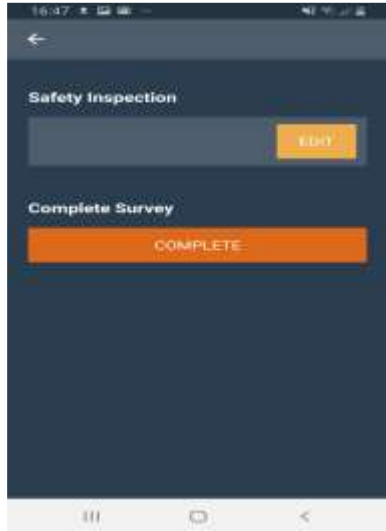 16:47
Safety Inspection
EDIT
Complete Survey
COMPLETE